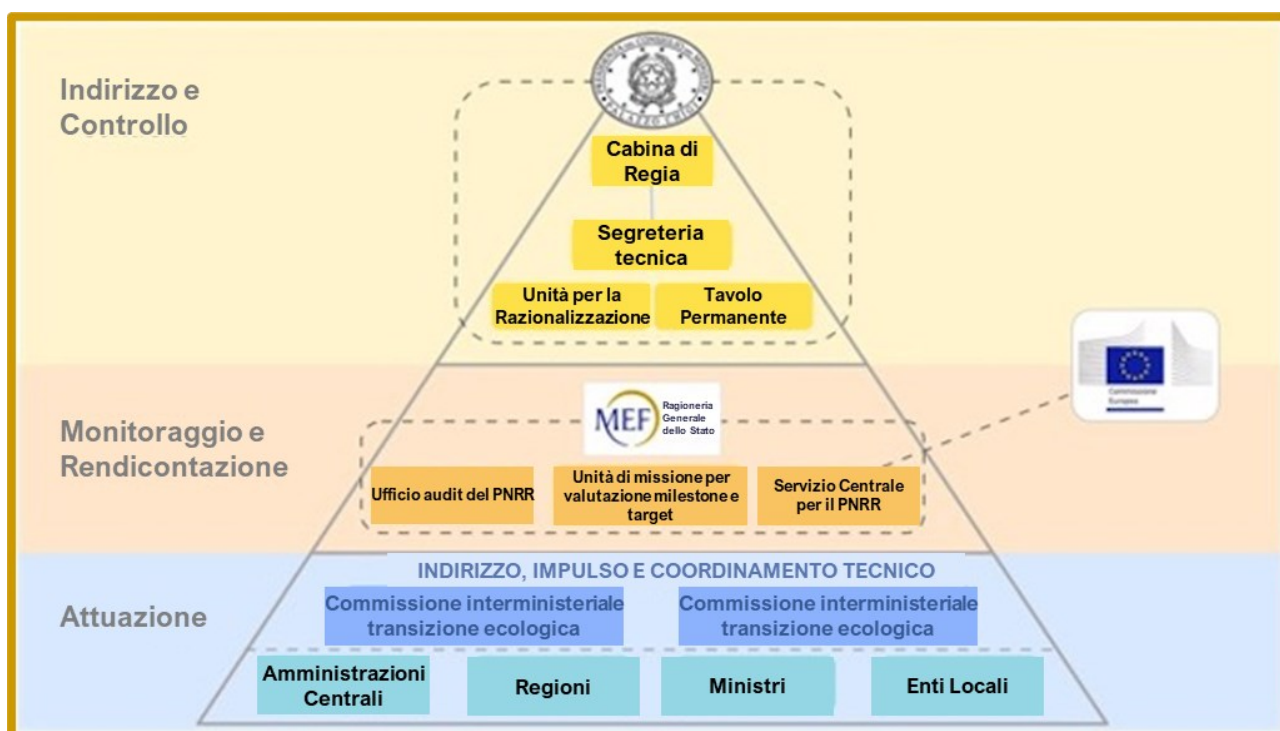 Indirizzo e
Controllo
Cabina di
Regia
Segreteria
tecnica
Unità per la
Razionalizzazione
Tavolo
Permanente
Commissione
Europea
Monitoraggio e
Rendicontazione
MEF
Ragioneria
Generale
dello Stato
Ufficio audit del PNRR
Unità di missione per
valutazione milestone e
target
Servizio Centrale
per il PNRR
INDIRIZZO, IMPULSO E COORDINAMENTO TECNICO
Attuazione
Commissione interministeriale
transizione ecologica
Commissione interministeriale
transizione ecologica
Amministrazioni
Centrali
Regioni
Ministri
Enti Locali